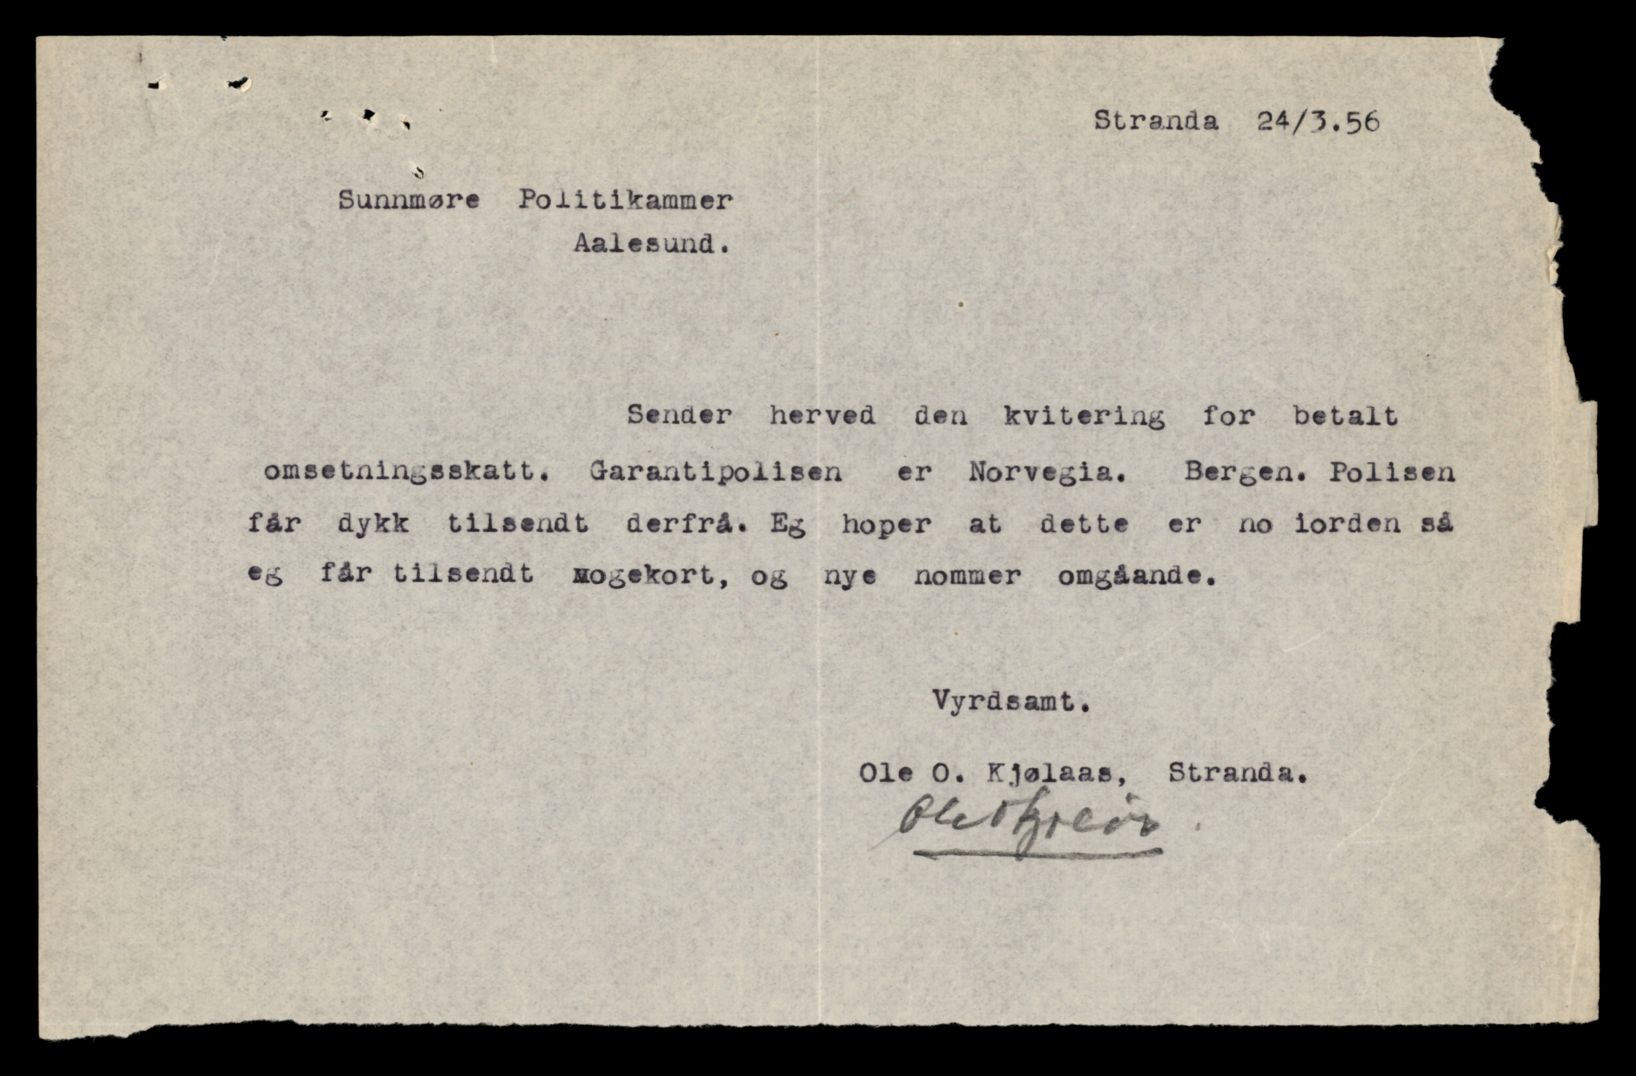 Stranda 24/3.56
Sunnmøre Politikammer
Aalesund.
Sender herved den kvitering for betalt
omsetningsskatt. Garantipolisen er Norvegia. Bergen. Polisen
får dykk tilsendt derfrå. Eg hoper at dette er no iorden så
eg får tilsendt mogekort, og nye nommer omgåande.
Vyrdsamt.
Ole O. Kjølaas, Stranda.
Ole